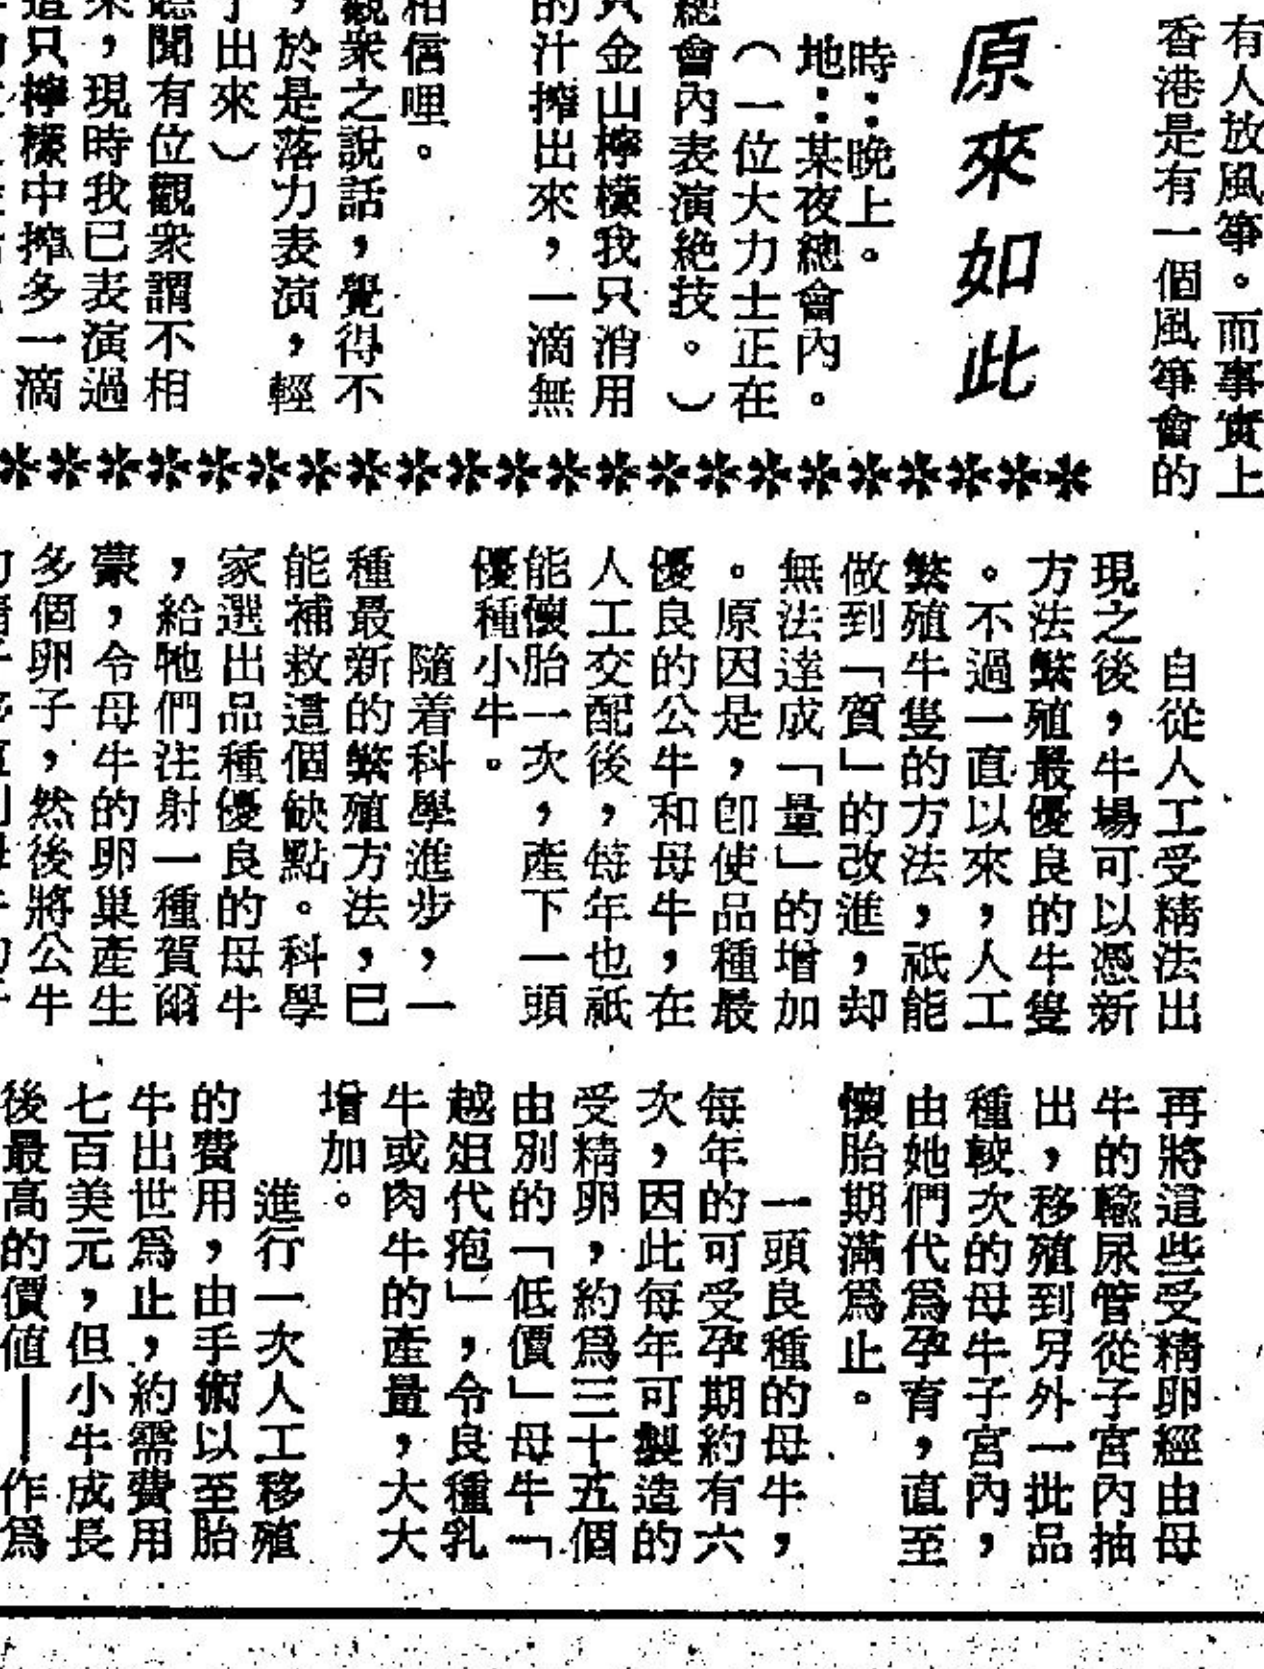 有人放風箏。而事實上
香港是有一個風箏會的
原來如此
時：晚上。
地：某夜總會內。
（一位大力士正在
總會內表演絕技。）
只金山檸檬我只消用
的汁搾出來，一滴無
相信哩。
觀衆之說話，覺得不
，於是落力表演，輕
出來）
聽聞有位觀衆謂不相
來，現時我已表演過
這只檸檬中搾多一滴
自從人工受精法出
現之後，牛場可以憑新
方法繁殖最優良的牛隻
。不過一直以來，人工
繁殖牛隻的方法，祇能
做到「質」的改進，却
無法達成「量」的增加
。原因是，卽使品種最
優良的公牛和母牛，在
人工交配後，每年也祇
能懷胎一次，產下一頭
優種小牛。
隨着科學進步，一
種最新的繁殖方法，已
能補救這個缺點。科學
家選出品種優良的母牛
，給牠們注射一種賀爾
蒙，令母牛的卵巢產生
多個卵子，然後將公牛
再將這些受精卵經由母
牛的輸尿管從子宮內抽
出，移殖到另外一批品
種較次的母牛子宮內，
由她們代爲孕育，直至
懷胎期滿爲止。
一頭良種的母牛，
每年的可受孕期約有六
次，因此每年可製造的
受精卵，約爲三十五個
由別的「低價」母牛「
越俎代疱」，令良種乳
牛或肉牛的產量，大大
增加。
進行一次人工移殖
的費用，由手術以至胎
牛出世爲止，約需費用
七百美元，但小牛成長
後最高的價值——作爲